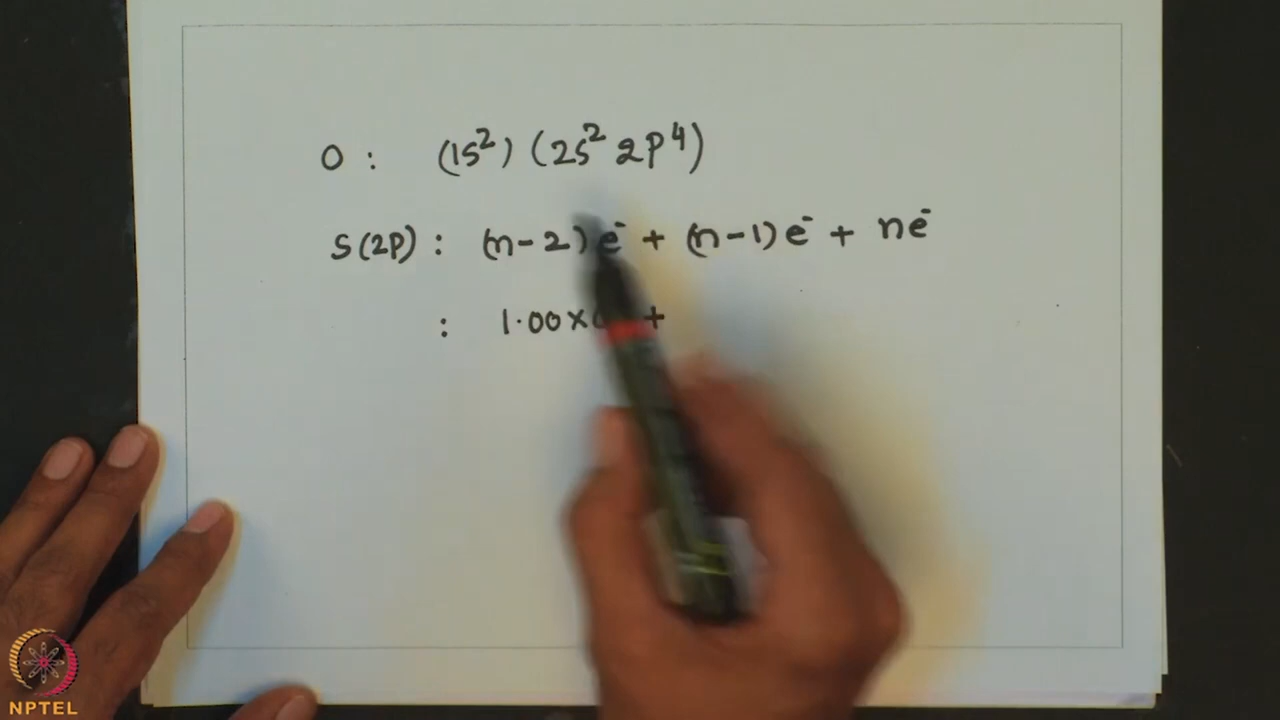 O : (1s²) (2s² 2p⁴)
S(2p) : (n-2)e⁻ + (n-1)e⁻ + ne⁻
: 1.00 × +
NPTEL